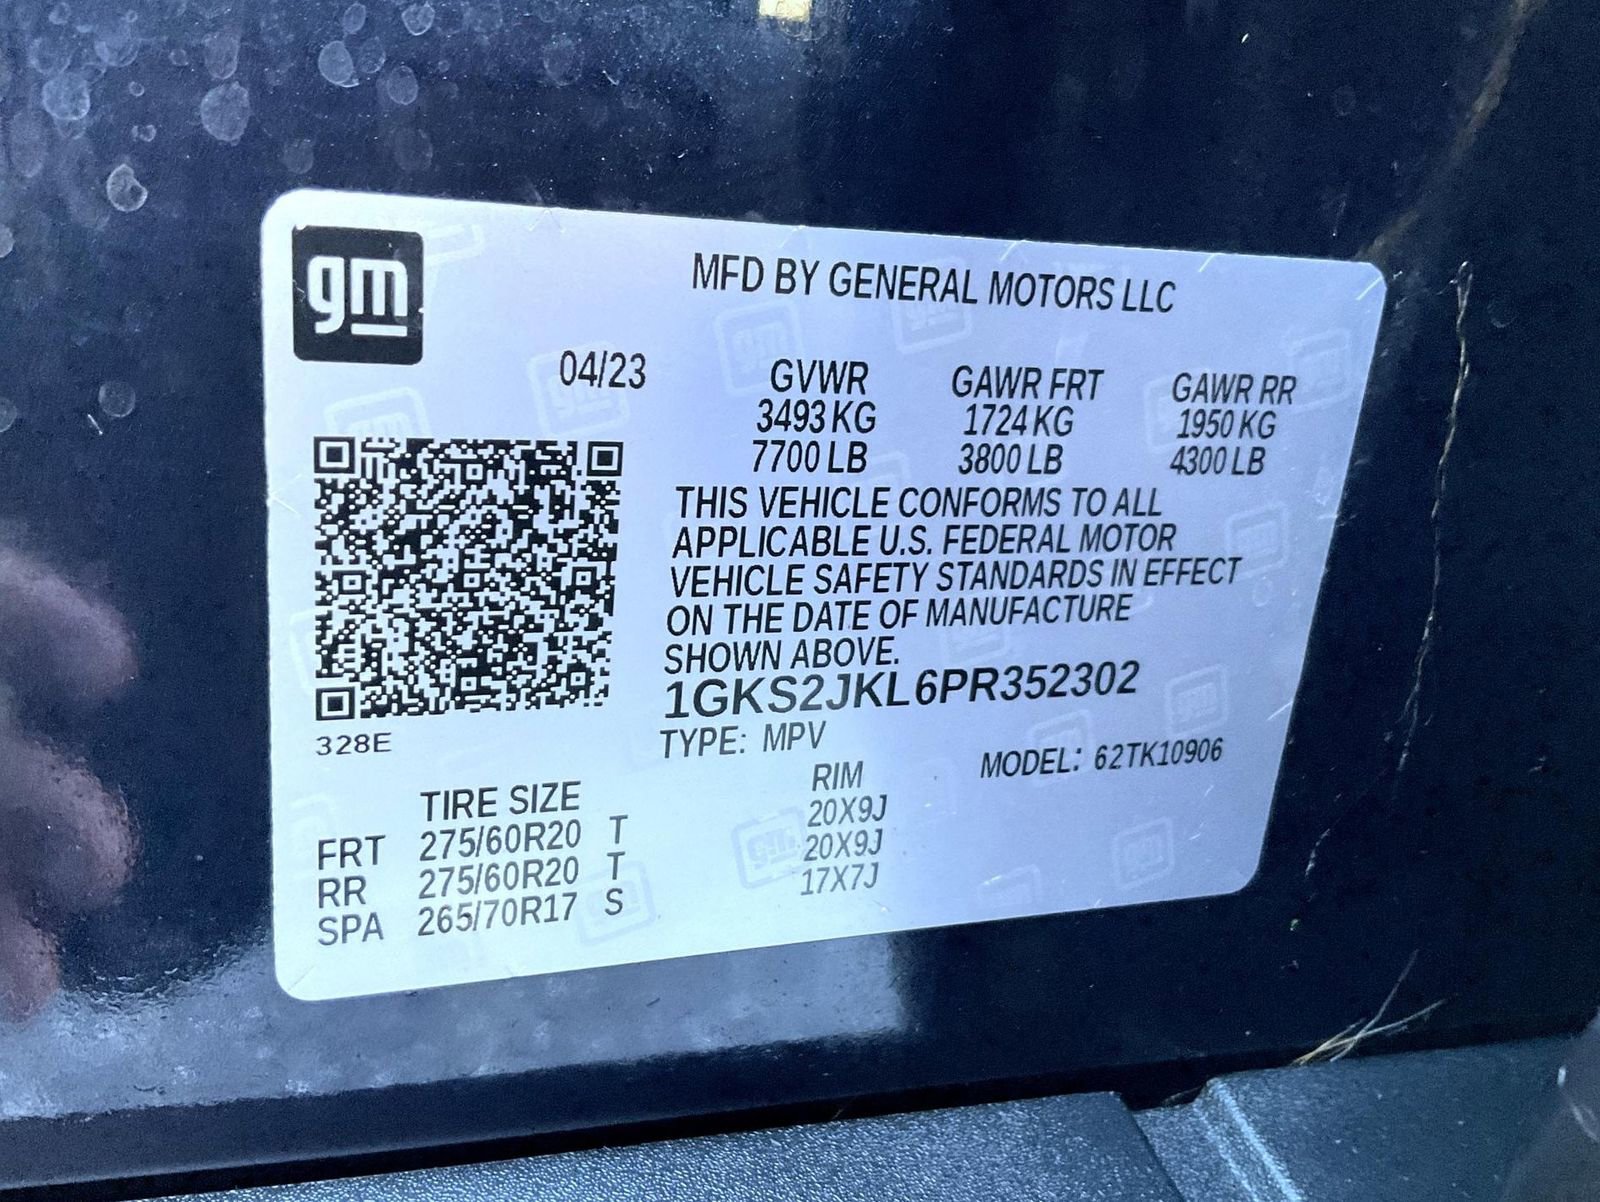 gm
MFD BY GENERAL MOTORS LLC
04/23
GVWR GAWR FRT GAWR RR
3493 KG 1724 KG 1950 KG
7700 LB 3800 LB 4300 LB
THIS VEHICLE CONFORMS TO ALL
APPLICABLE U.S. FEDERAL MOTOR
VEHICLE SAFETY STANDARDS IN EFFECT
ON THE DATE OF MANUFACTURE
SHOWN ABOVE.
1GKS2JKL6PR352302
328E
TYPE: MPV MODEL: 62TK10906
TIRE SIZE RIM
FRT 275/60R20 T 20X9J
RR 275/60R20 T 20X9J
SPA 265/70R17 S 17X7J